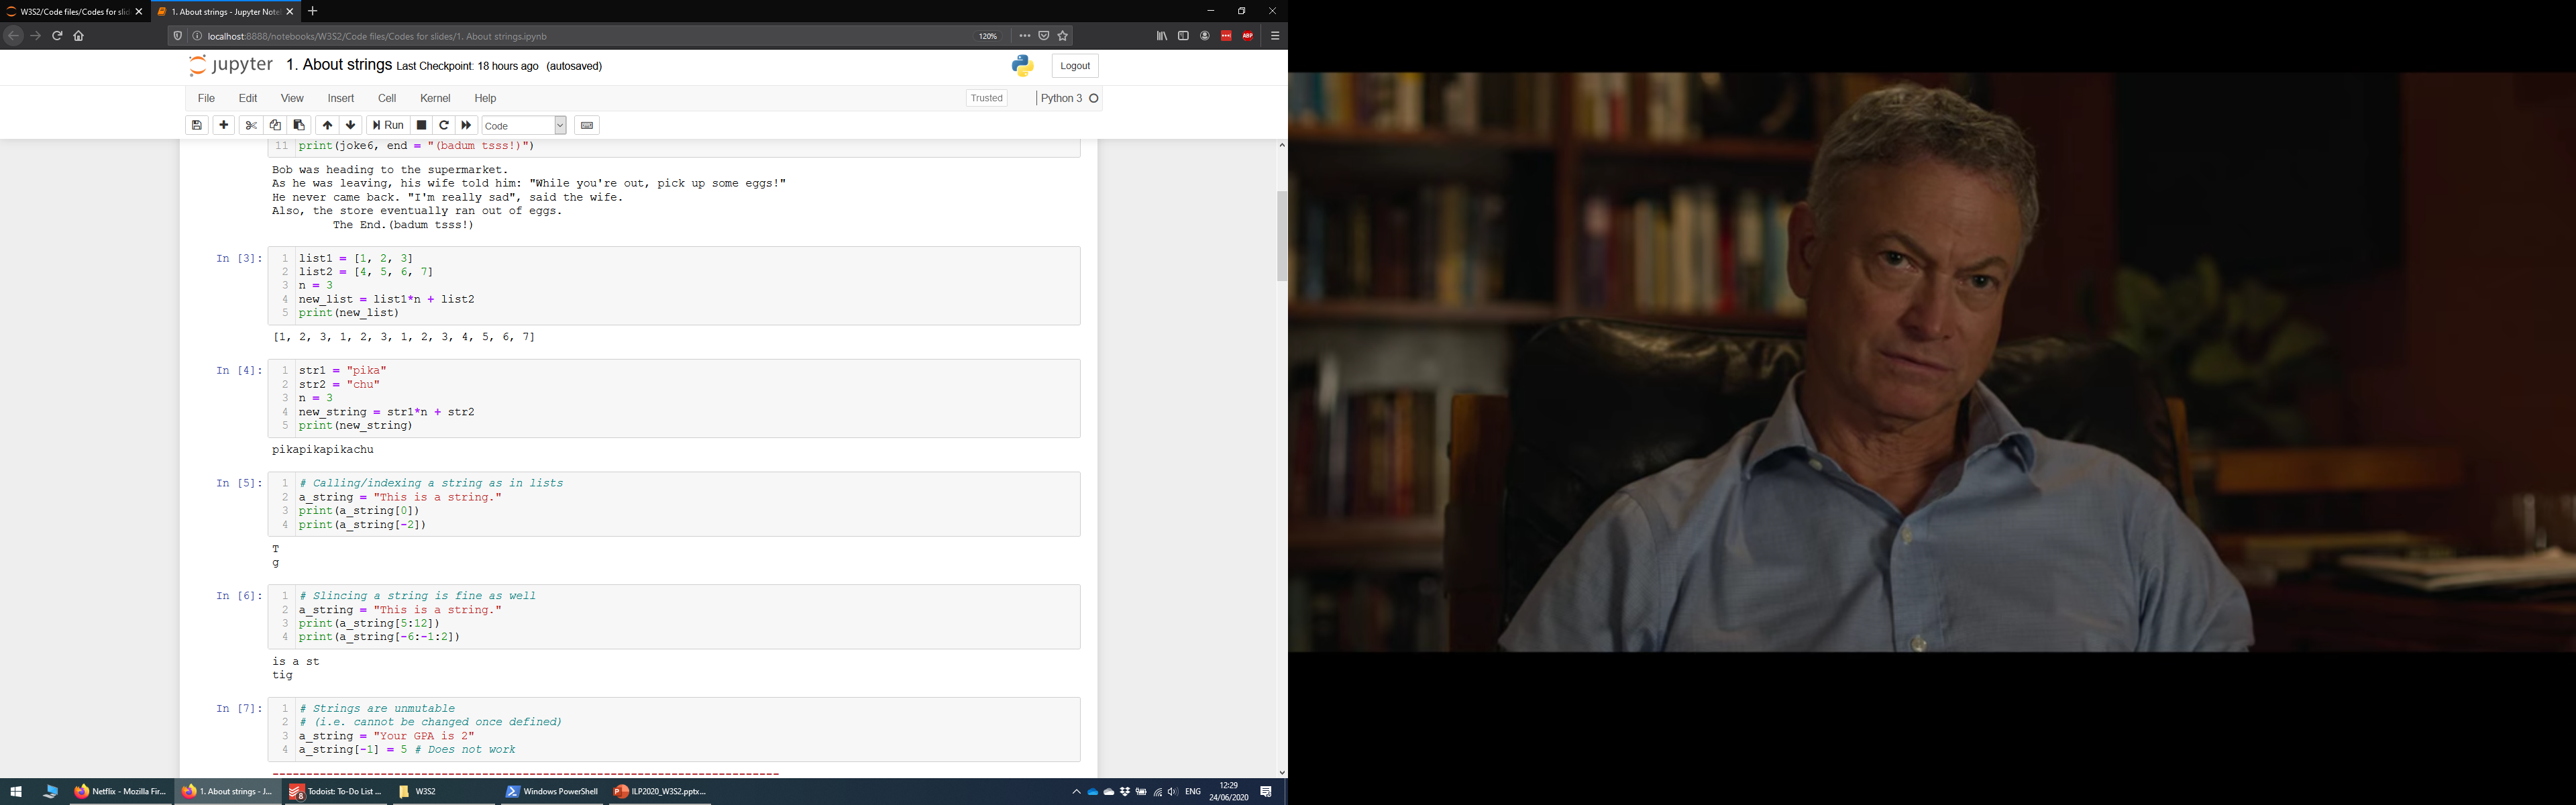 W3S2/Code files/Codes for slid
1. About strings - Jupyter Note
localhost:8888/notebooks/W3S2/Code files/Codes for slides/1. About strings.ipynb
120%
ABP
jupyter 1. About strings Last Checkpoint: 18 hours ago (autosaved)
Logout
File Edit View Insert Cell Kernel Help
Trusted
Python 3
Run
Code
11 print(joke6, end = "(badum tsss!)")
Bob was heading to the supermarket.
As he was leaving, his wife told him: "While you're out, pick up some eggs!"
He never came back. "I'm really sad", said the wife.
Also, the store eventually ran out of eggs.
The End.(badum tsss!)
In [3]:
1 list1 = [1, 2, 3]
2 list2 = [4, 5, 6, 7]
3 n = 3
4 new_list = list1*n + list2
5 print(new_list)
[1, 2, 3, 1, 2, 3, 1, 2, 3, 4, 5, 6, 7]
In [4]:
1 str1 = "pika"
2 str2 = "chu"
3 n = 3
4 new_string = str1*n + str2
5 print(new_string)
pikapikapikachu
In [5]:
1 # Calling/indexing a string as in lists
2 a_string = "This is a string."
3 print(a_string[0])
4 print(a_string[-2])
T
g
In [6]:
1 # Slincing a string is fine as well
2 a_string = "This is a string."
3 print(a_string[5:12])
4 print(a_string[-6:-1:2])
is a st
tig
In [7]:
1 # Strings are unmutable
2 # (i.e. cannot be changed once defined)
3 a_string = "Your GPA is 2"
4 a_string[-1] = 5 # Does not work
---------------------------------------------------------------------------
Netflix - Mozilla Fir...
1. About strings - J...
8
Todoist: To-Do List ...
W3S2
Windows PowerShell
ILP2020_W3S2.pptx...
ENG
12:29
24/06/2020